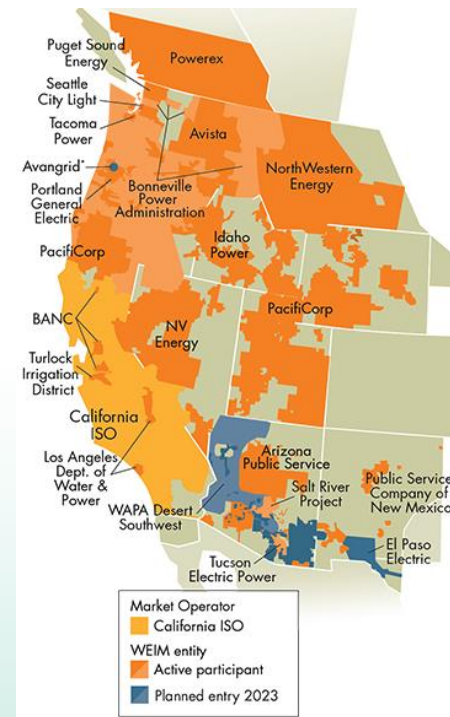 Powerex
Puget Sound
Energy
Seattle
City Light
Tacoma
Power
Avista
Avangrid*
NorthWestern
Energy
Portland
General
Electric
Bonneville
Power
Administration
Idaho
Power
PacifiCorp
PacifiCorp
BANC
NV
Energy
Turlock
Irrigation
District
California
ISO
Los Angeles
Dept. of
Water &
Power
Arizona
Public Service
Salt River
Project
Public Service
Company of
New Mexico
WAPA Desert
Southwest
El Paso
Electric
Tucson
Electric Power
Market Operator
California ISO
WEIM entity
Active participant
Planned entry 2023